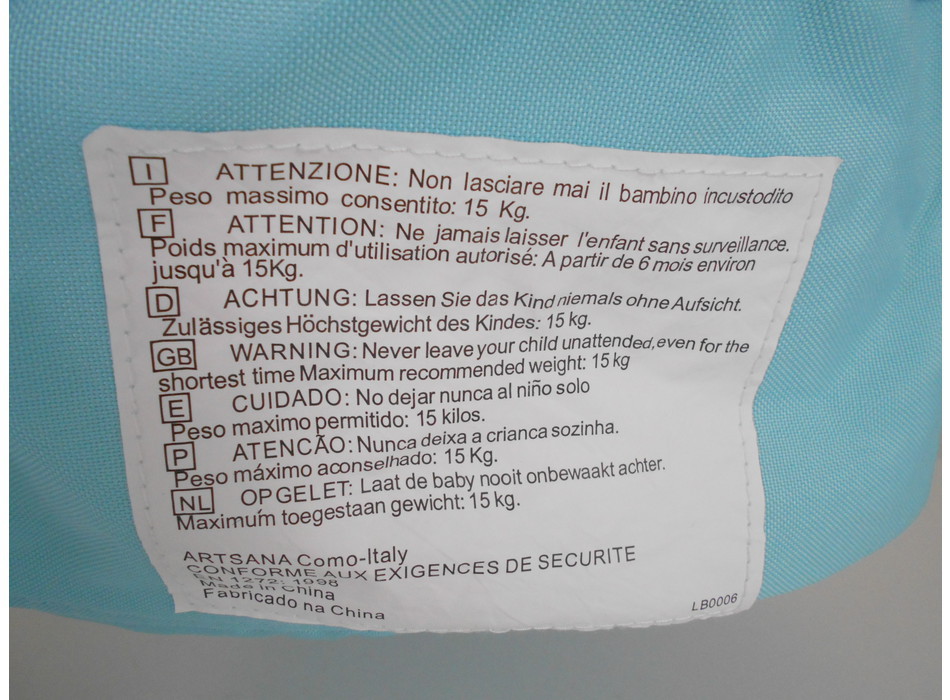 I ATTENZIONE: Non lasciare mai il bambino incustodito
Peso massimo consentito: 15 Kg.
F ATTENTION: Ne jamais laisser l'enfant sans surveillance.
Poids maximum d'utilisation autorisé: A partir de 6 mois environ
jusqu'à 15Kg.
D ACHTUNG: Lassen Sie das Kind niemals ohne Aufsicht.
Zulässiges Höchstgewicht des Kindes: 15 kg.
GB WARNING: Never leave your child unattended, even for the
shortest time Maximum recommended weight: 15 kg
E CUIDADO: No dejar nunca al niño solo
Peso maximo permitido: 15 kilos.
P ATENCÃO: Nunca deixa a crianca sozinha.
Peso máximo aconselhado: 15 Kg.
NL OPGELET: Laat de baby nooit onbewaakt achter.
Maximum toegestaan gewicht: 15 kg.
ARTSANA Como-Italy
CONFORME AUX EXIGENCES DE SECURITE
EN 1272: 1998
Made in China
Fabricado na China
LB0006